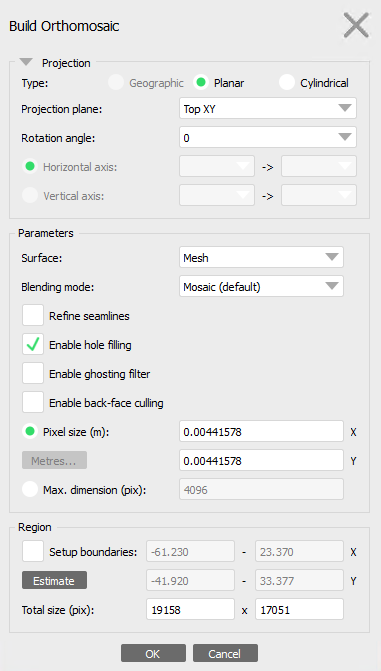 Build Orthomosaic
Projection
Type: Geographic Planar Cylindrical
Projection plane: Top XY
Rotation angle: 0
Horizontal axis: ->
Vertical axis: ->
Parameters
Surface: Mesh
Blending mode: Mosaic (default)
Refine seamlines
Enable hole filling
Enable ghosting filter
Enable back-face culling
Pixel size (m): 0.00441578 X
Metres... 0.00441578 Y
Max. dimension (pix): 4096
Region
Setup boundaries: -61.230 - 23.370 X
Estimate -41.920 - 33.377 Y
Total size (pix): 19158 x 17051
OK Cancel